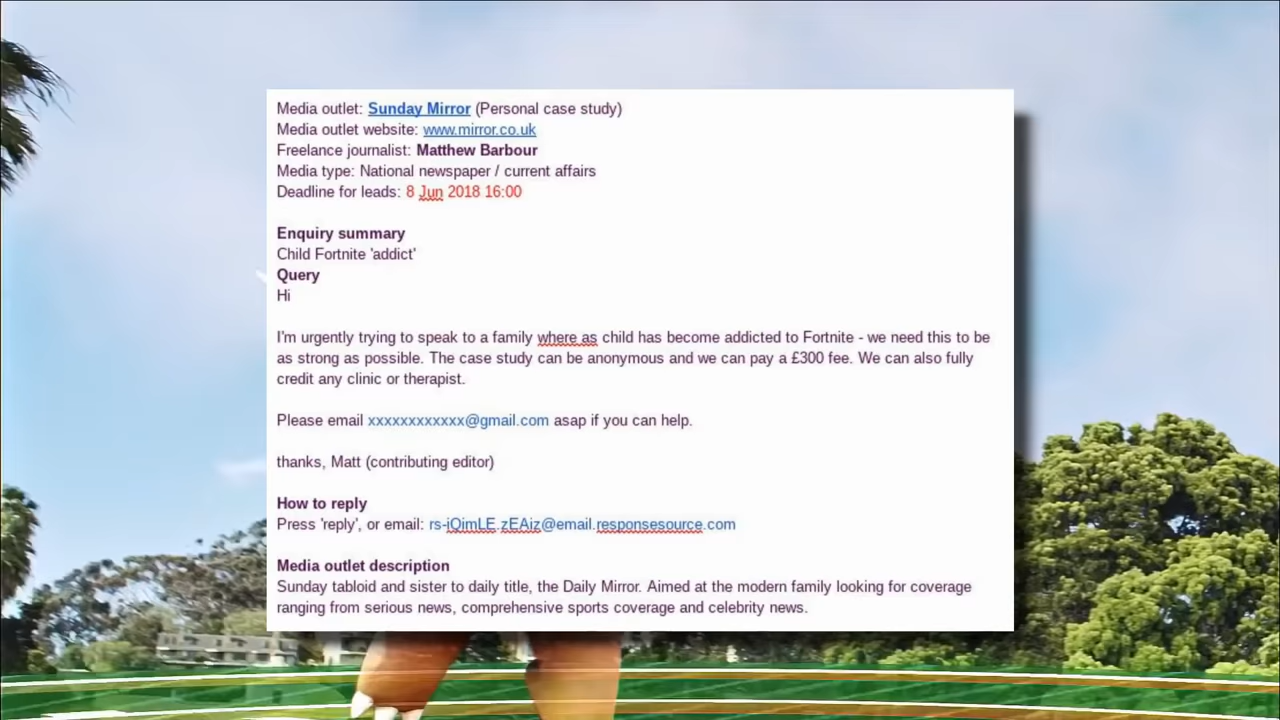 Media outlet: Sunday Mirror (Personal case study)
Media outlet website: www.mirror.co.uk
Freelance journalist: Matthew Barbour
Media type: National newspaper / current affairs
Deadline for leads: 8 Jun 2018 16:00
Enquiry summary
Child Fortnite 'addict'
Query
Hi
I'm urgently trying to speak to a family where as child has become addicted to Fortnite - we need this to be
as strong as possible. The case study can be anonymous and we can pay a £300 fee. We can also fully
credit any clinic or therapist.
Please email xxxxxxxxxxxx@gmail.com asap if you can help.
thanks, Matt (contributing editor)
How to reply
Press 'reply', or email: rs-iQimLE.zEAiz@email.responsesource.com
Media outlet description
Sunday tabloid and sister to daily title, the Daily Mirror. Aimed at the modern family looking for coverage
ranging from serious news, comprehensive sports coverage and celebrity news.